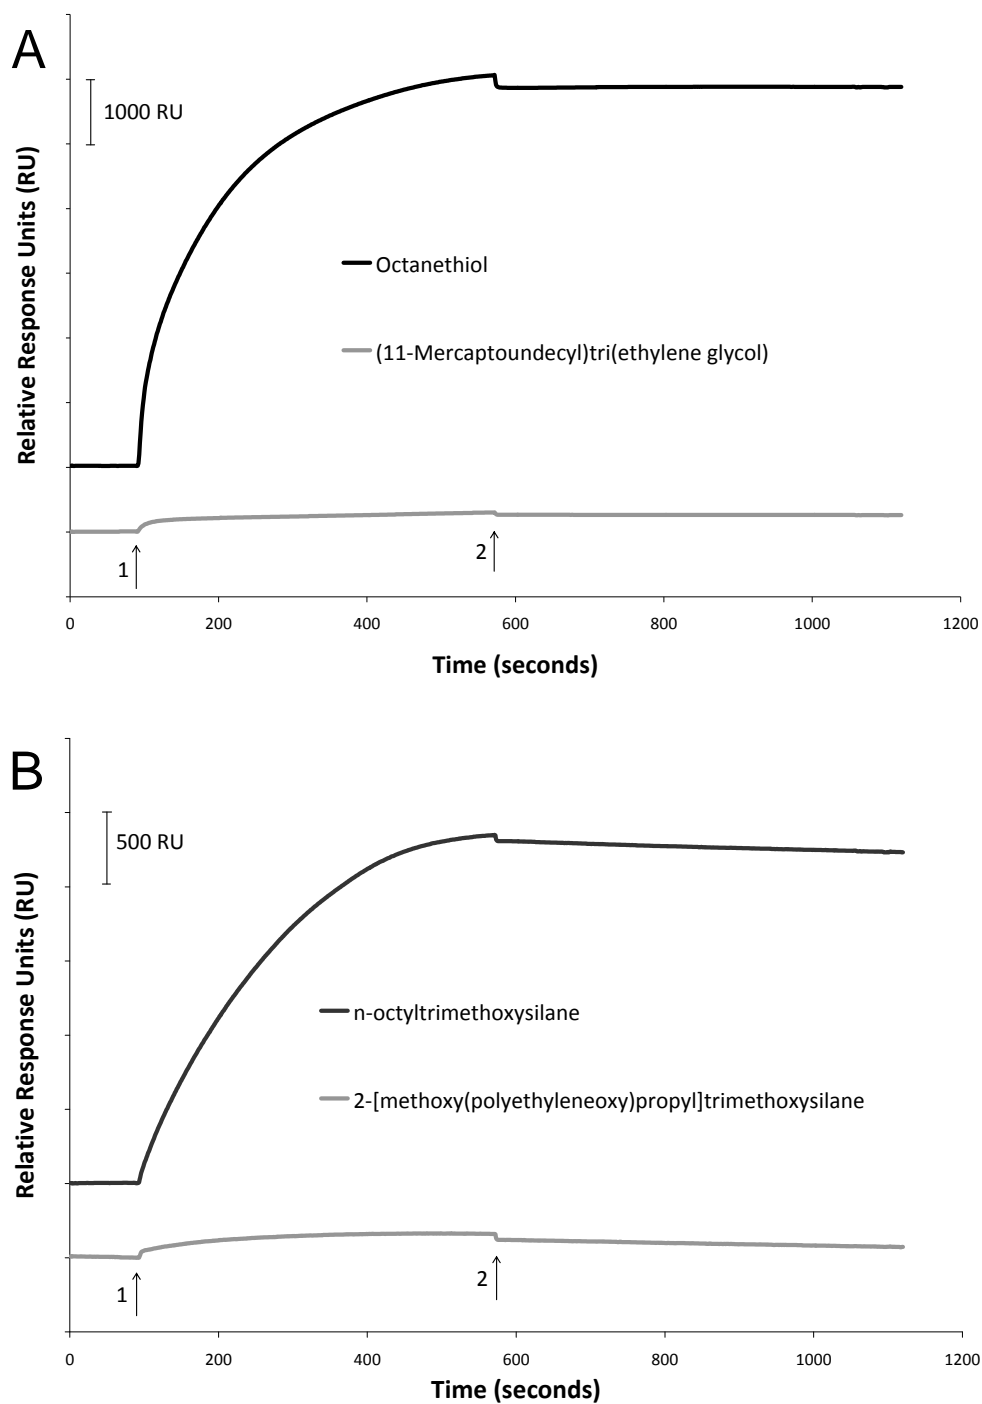 A
1000 RU
Relative Response Units (RU)
Octanethiol
(11-Mercaptoundecyl)tri(ethylene glycol)
1
2
0 200 400 600 800 1000 1200
Time (seconds)
B
500 RU
Relative Response Units (RU)
n-octyltrimethoxysilane
2-[methoxy(polyethyleneoxy)propyl]trimethoxysilane
1
2
0 200 400 600 800 1000 1200
Time (seconds)